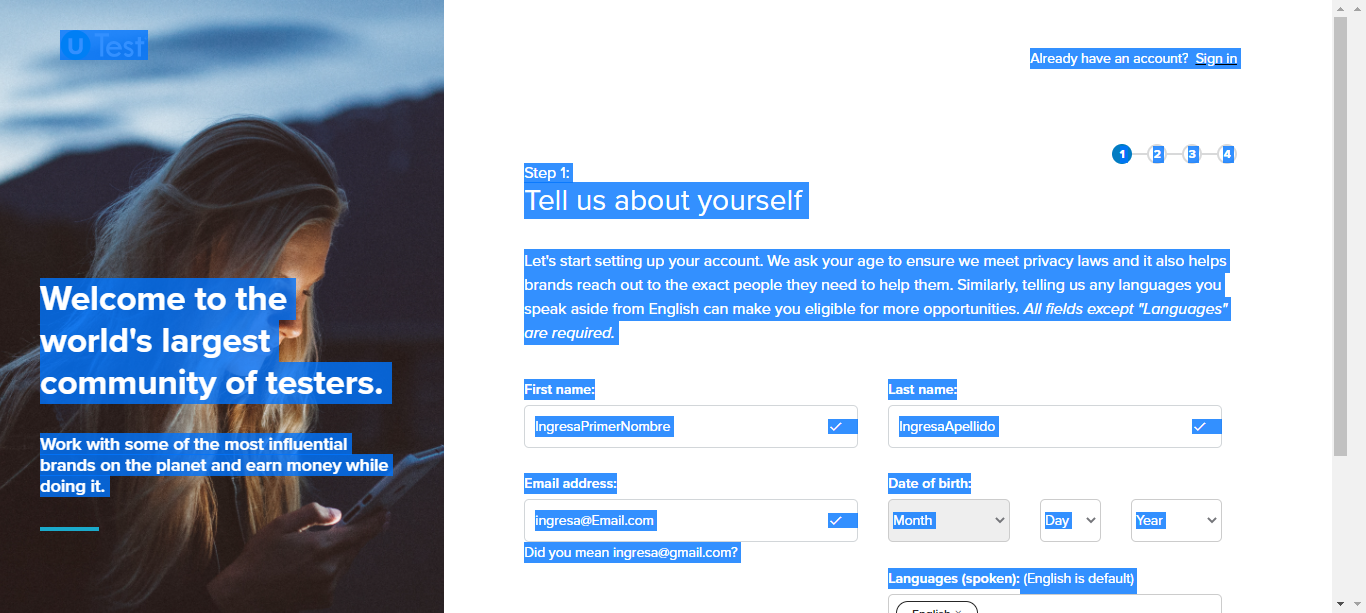 U Test
Already have an account? Sign in
1 2 3 4
Step 1:
Tell us about yourself
Let's start setting up your account. We ask your age to ensure we meet privacy laws and it also helps
brands reach out to the exact people they need to help them. Similarly, telling us any languages you
speak aside from English can make you eligible for more opportunities. All fields except "Languages"
are required.
Welcome to the
world's largest
community of testers.
Work with some of the most influential
brands on the planet and earn money while
doing it.
First name: Last name:
IngresaPrimerNombre IngresaApellido
Email address: Date of birth:
ingresa@Email.com Month Day Year
Did you mean ingresa@gmail.com?
Languages (spoken): (English is default)
English ×